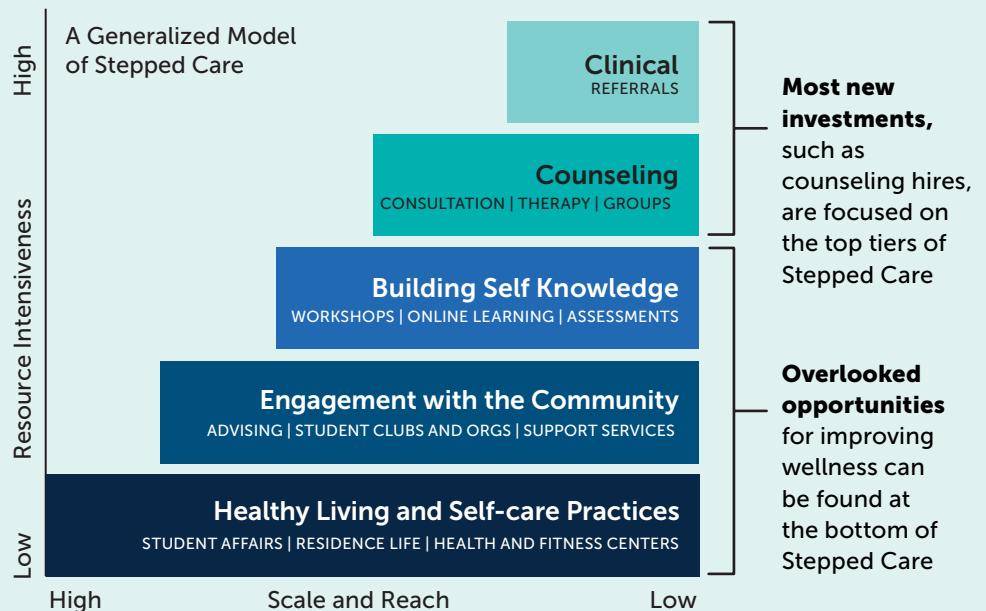 A Generalized Model
of Stepped Care
High
Resource Intensiveness
Low
Clinical
REFERRALS
Counseling
CONSULTATION | THERAPY | GROUPS
Building Self Knowledge
WORKSHOPS | ONLINE LEARNING | ASSESSMENTS
Engagement with the Community
ADVISING | STUDENT CLUBS AND ORGS | SUPPORT SERVICES
Healthy Living and Self-care Practices
STUDENT AFFAIRS | RESIDENCE LIFE | HEALTH AND FITNESS CENTERS
High
Scale and Reach
Low
Most new
investments,
such as
counseling hires,
are focused on
the top tiers of
Stepped Care
Overlooked
opportunities
for improving
wellness can
be found at
the bottom of
Stepped Care